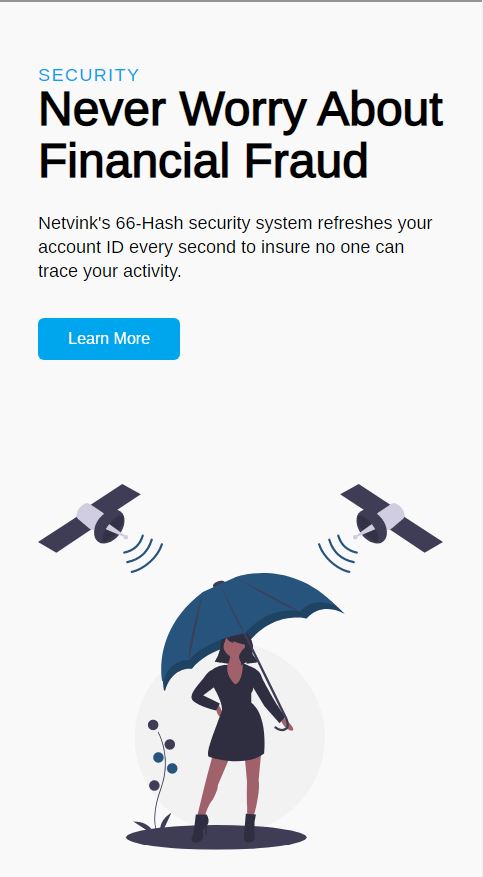 SECURITY
Never Worry About
Financial Fraud
Netvink's 66-Hash security system refreshes your
account ID every second to insure no one can
trace your activity.
Learn More